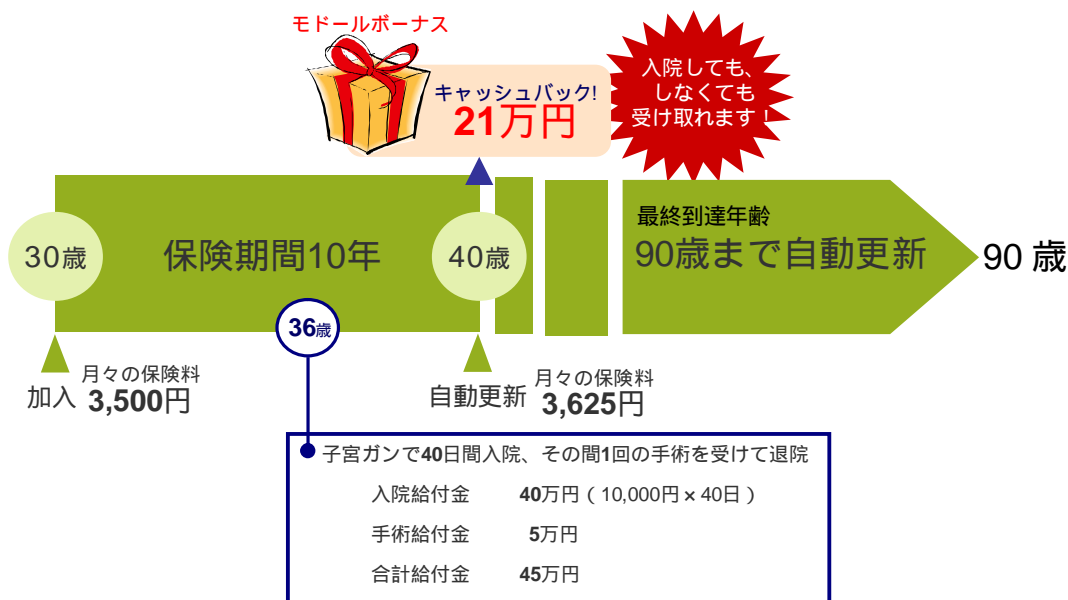 モドールボーナス
キャッシュバック!
21万円
入院しても、
しなくても
受け取れます!
30歳
保険期間10年
40歳
最終到達年齢
90歳まで自動更新
90 歳
36歳
加入
月々の保険料
3,500円
自動更新
月々の保険料
3,625円
子宮ガンで40日間入院、その間1回の手術を受けて退院
入院給付金 40万円 ( 10,000円 × 40日 )
手術給付金 5万円
合計給付金 45万円